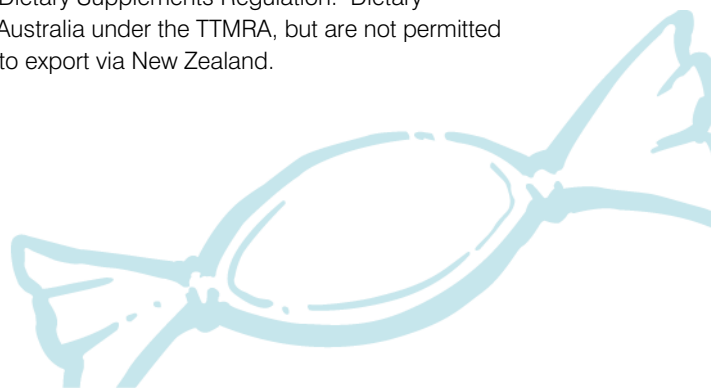 Dietary Supplements Regulation. Dietary
Australia under the TTMRA, but are not permitted
to export via New Zealand.